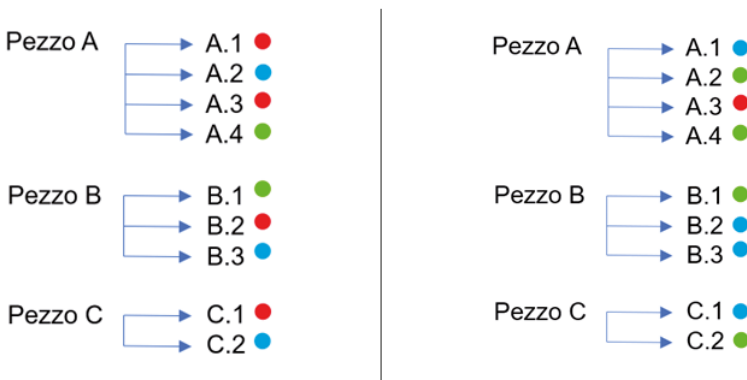 Pezzo A
A.1
A.2
A.3
A.4
Pezzo B
B.1
B.2
B.3
Pezzo C
C.1
C.2
Pezzo A
A.1
A.2
A.3
A.4
Pezzo B
B.1
B.2
B.3
Pezzo C
C.1
C.2